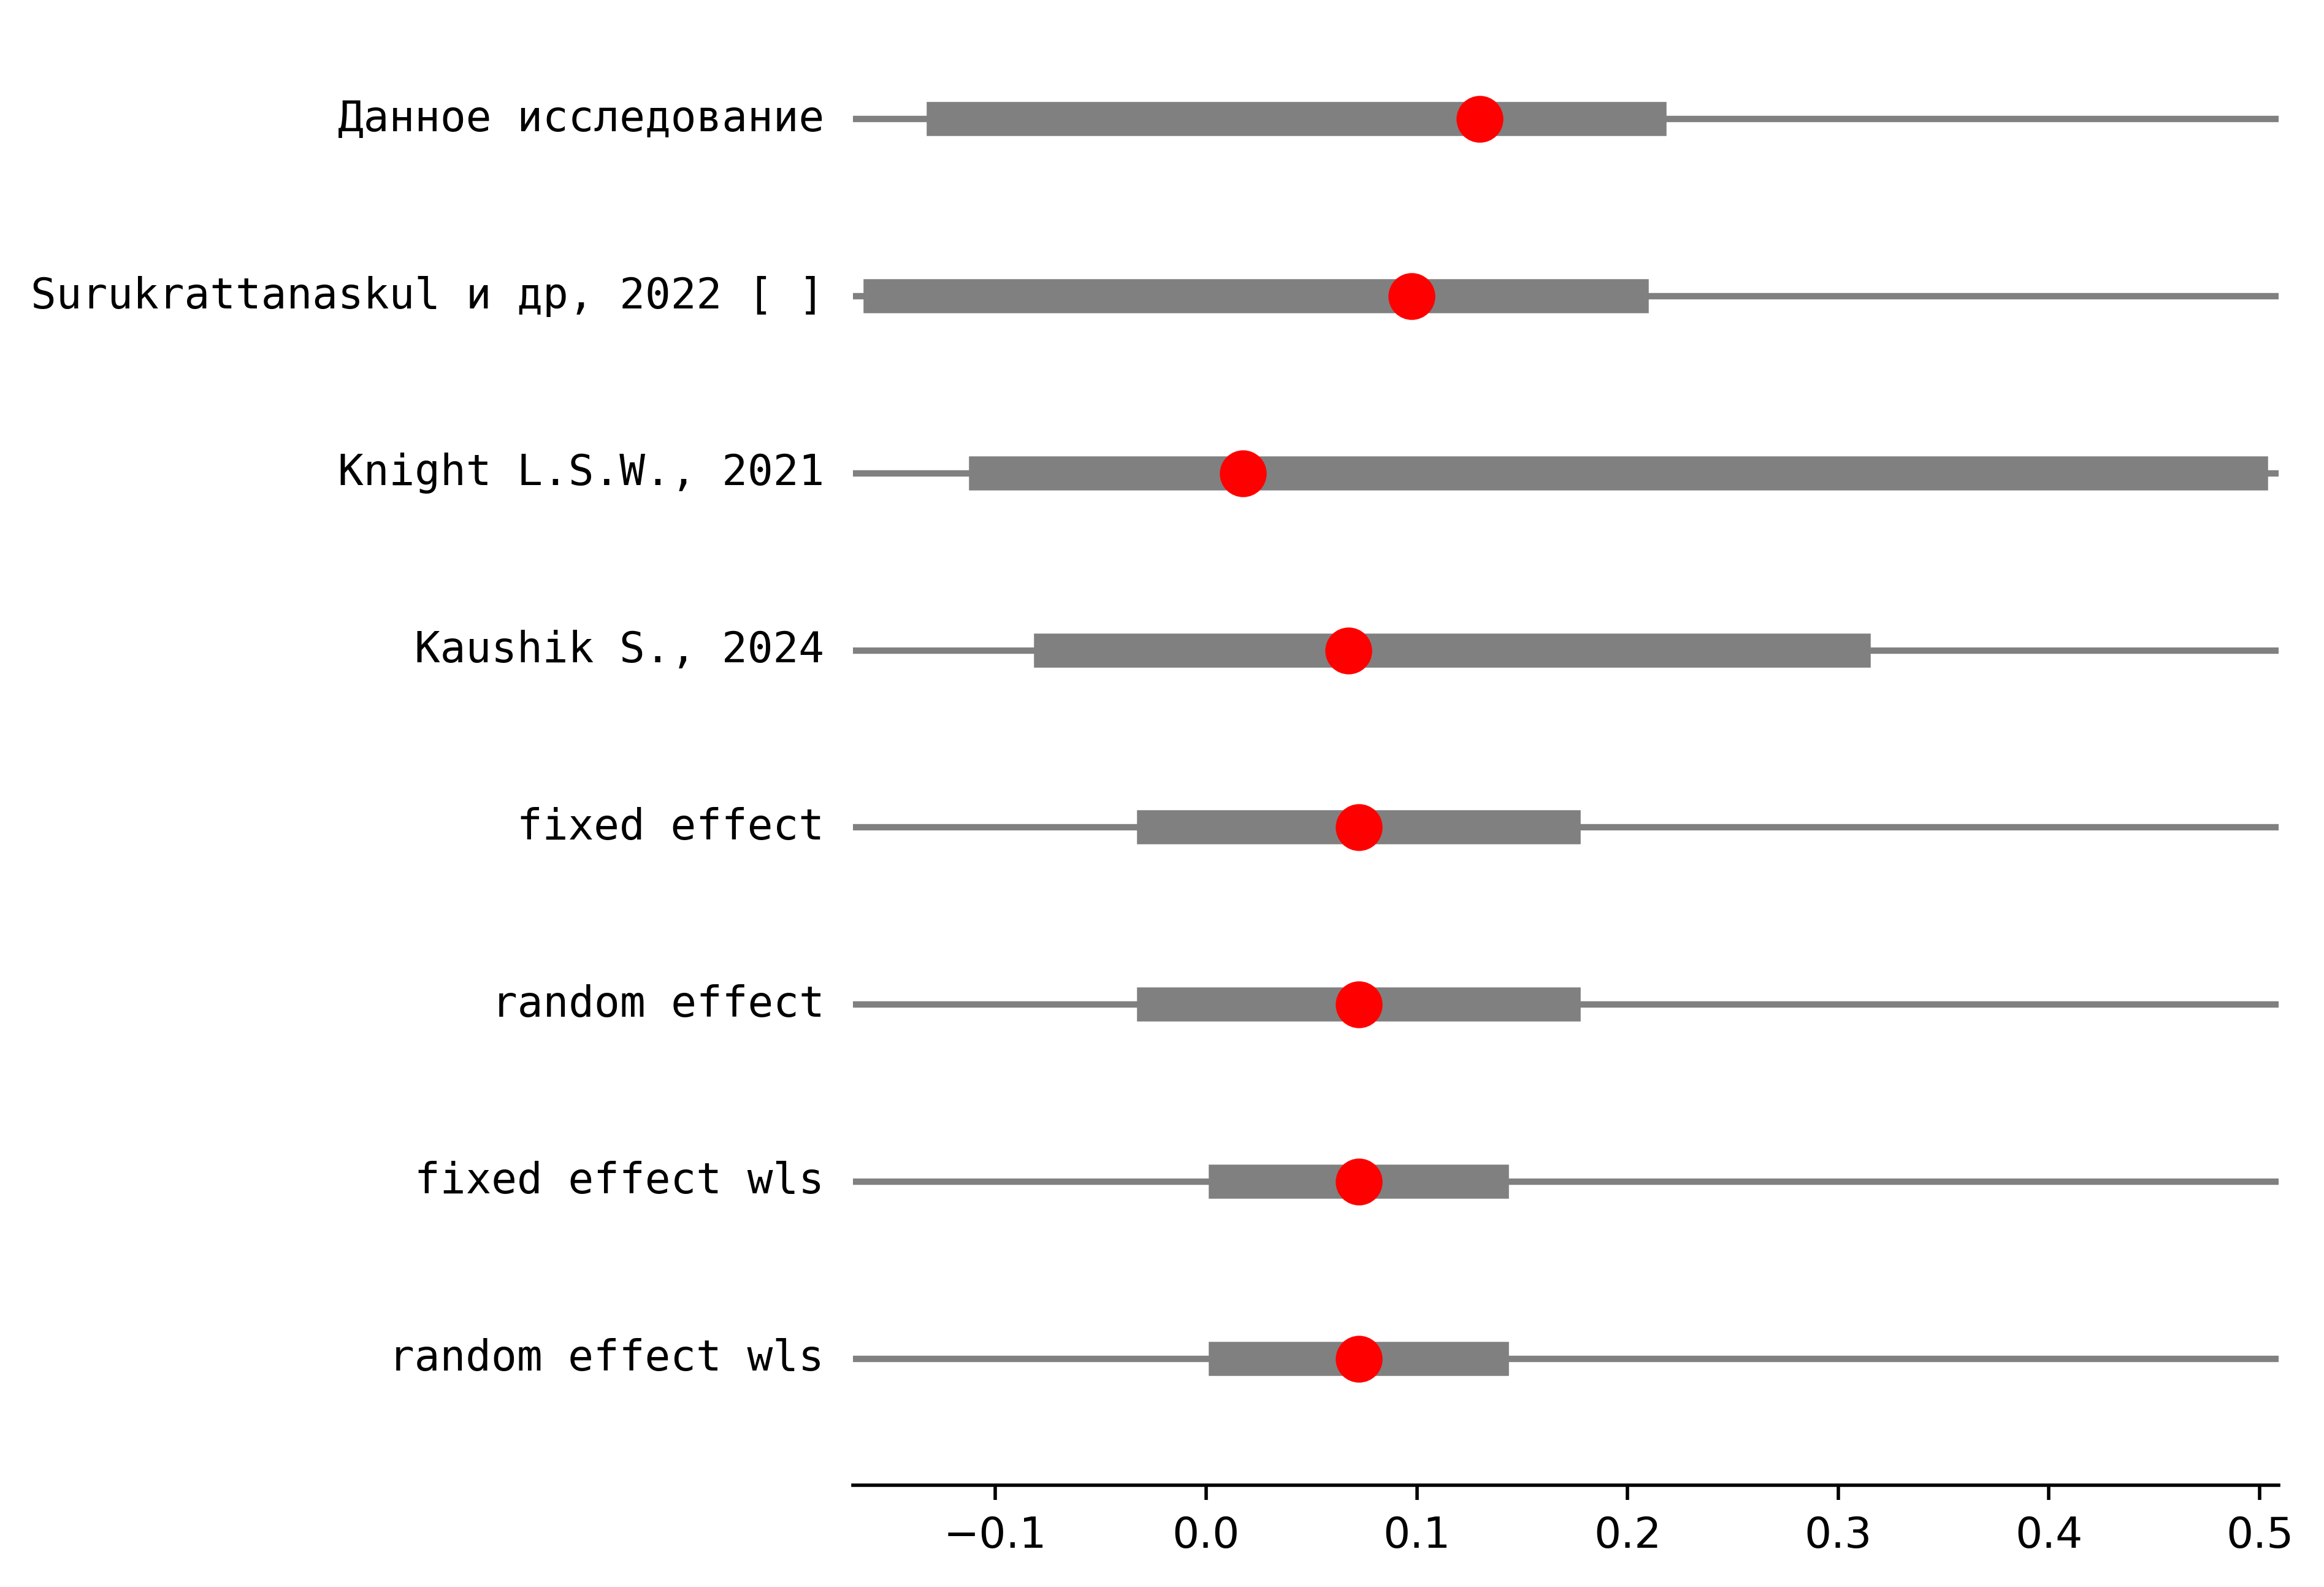 Данное исследование
Surukrattanaskul и др, 2022 [ ]
Knight L.S.W., 2021
Kaushik S., 2024
fixed effect
random effect
fixed effect wls
random effect wls
−0.1 0.0 0.1 0.2 0.3 0.4 0.5